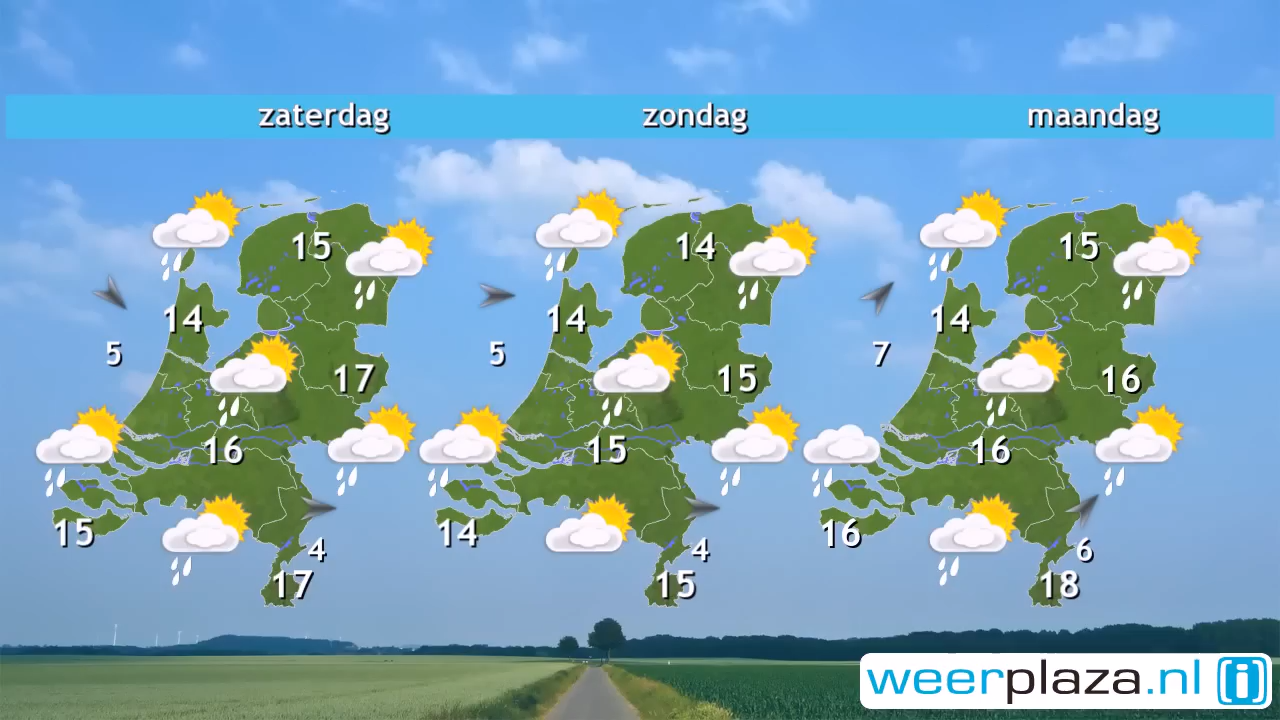 zaterdag zondag maandag
15 14 15
14 14 14
5 5 7
17 15 16
16 15 16
15 14 16
4 4 6
17 15 18
weerplaza.nl